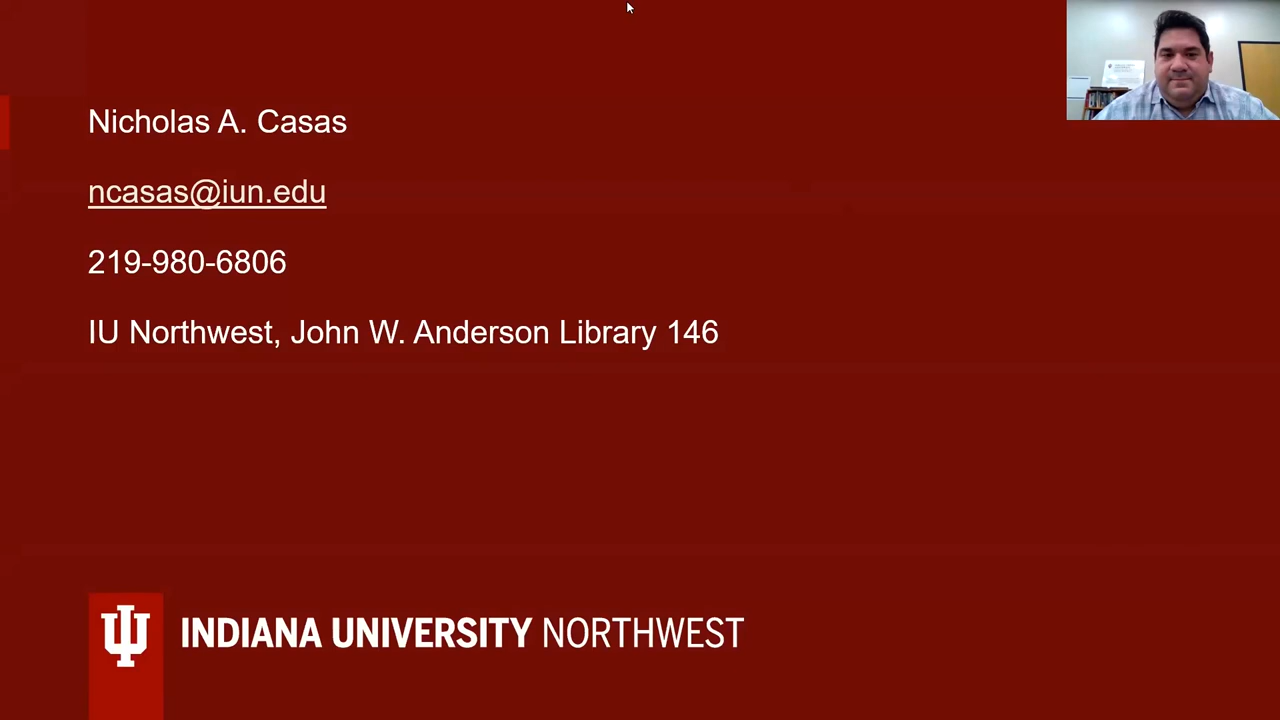 Nicholas A. Casas
ncasas@iun.edu
219-980-6806
IU Northwest, John W. Anderson Library 146
INDIANA UNIVERSITY NORTHWEST